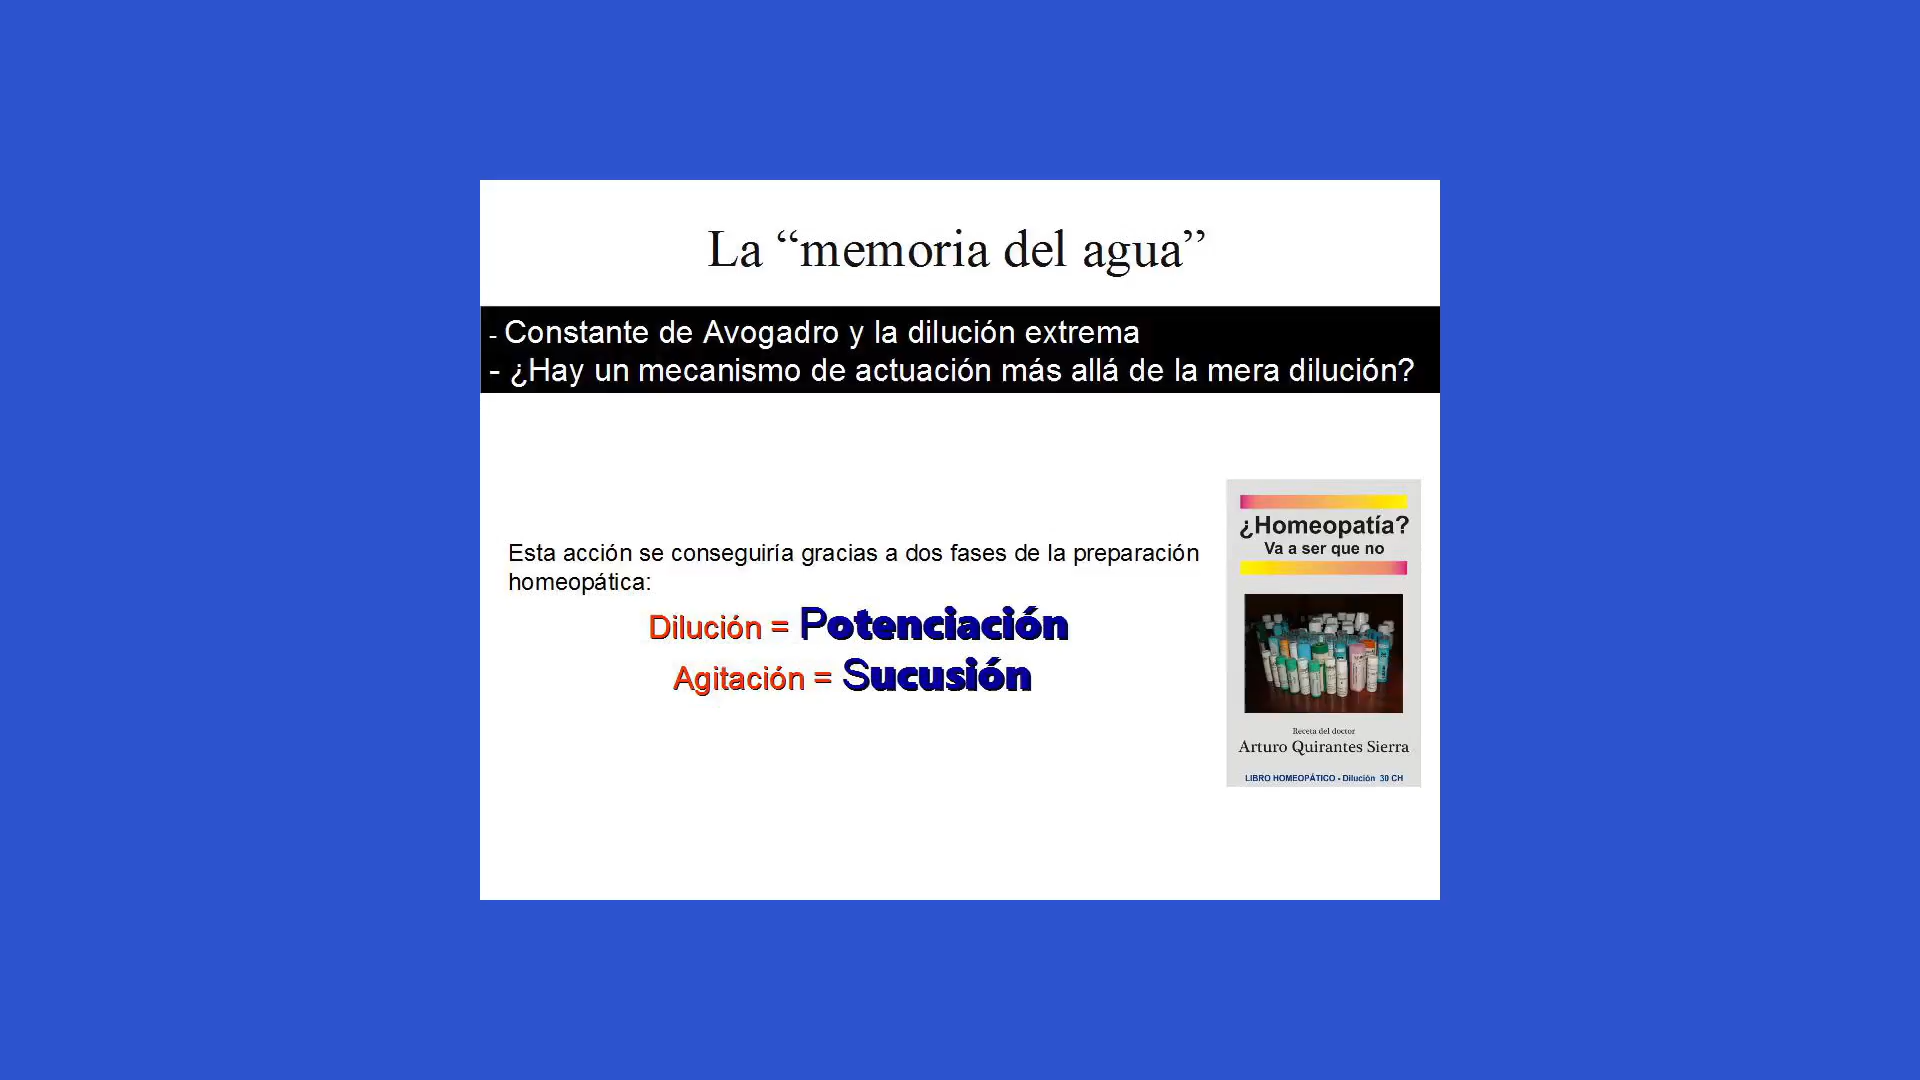 La “memoria del agua”
- Constante de Avogadro y la dilución extrema
- ¿Hay un mecanismo de actuación más allá de la mera dilución?
Esta acción se conseguiría gracias a dos fases de la preparación
homeopática:
Dilución = Potenciación
Agitación = Sucusión
¿Homeopatía?
Va a ser que no
Receta del doctor
Arturo Quirantes Sierra
LIBRO HOMEOPÁTICO - Dilución 30 CH